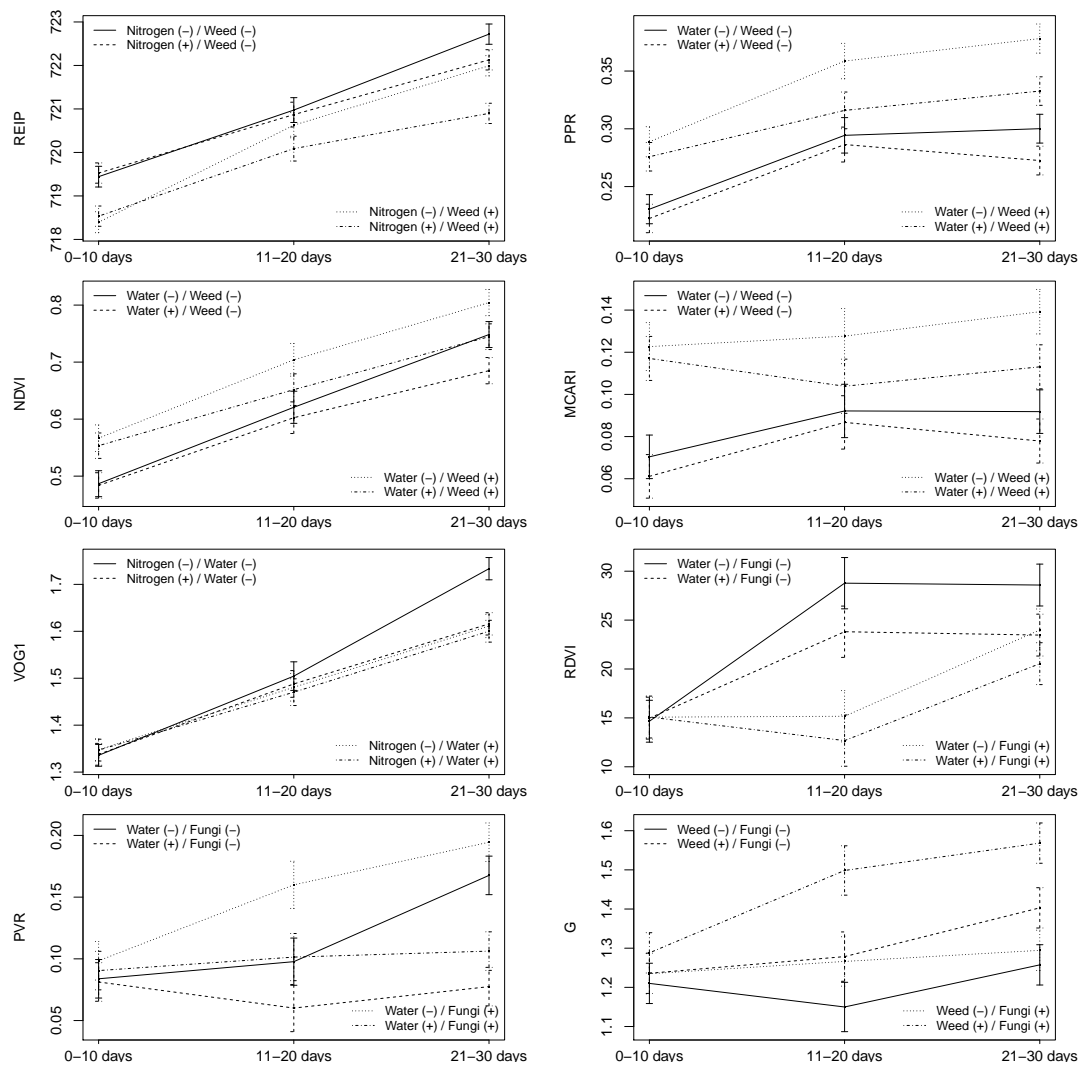 REIP
718 719 720 721 722 723
Nitrogen (−) / Weed (−)
Nitrogen (+) / Weed (−)
Nitrogen (−) / Weed (+)
Nitrogen (+) / Weed (+)
0−10 days 11−20 days 21−30 days
PPR
0.25 0.30 0.35
Water (−) / Weed (−)
Water (+) / Weed (−)
Water (−) / Weed (+)
Water (+) / Weed (+)
0−10 days 11−20 days 21−30 days
NDVI
0.5 0.6 0.7 0.8
Water (−) / Weed (−)
Water (+) / Weed (−)
Water (−) / Weed (+)
Water (+) / Weed (+)
0−10 days 11−20 days 21−30 days
MCARI
0.06 0.08 0.10 0.12 0.14
Water (−) / Weed (−)
Water (+) / Weed (−)
Water (−) / Weed (+)
Water (+) / Weed (+)
0−10 days 11−20 days 21−30 days
VOG1
1.3 1.4 1.5 1.6 1.7
Nitrogen (−) / Water (−)
Nitrogen (+) / Water (−)
Nitrogen (−) / Water (+)
Nitrogen (+) / Water (+)
0−10 days 11−20 days 21−30 days
RDVI
10 15 20 25 30
Water (−) / Fungi (−)
Water (+) / Fungi (−)
Water (−) / Fungi (+)
Water (+) / Fungi (+)
0−10 days 11−20 days 21−30 days
PVR
0.05 0.10 0.15 0.20
Water (−) / Fungi (−)
Water (+) / Fungi (−)
Water (−) / Fungi (+)
Water (+) / Fungi (+)
0−10 days 11−20 days 21−30 days
G
1.1 1.2 1.3 1.4 1.5 1.6
Weed (−) / Fungi (−)
Weed (+) / Fungi (−)
Weed (−) / Fungi (+)
Weed (+) / Fungi (+)
0−10 days 11−20 days 21−30 days